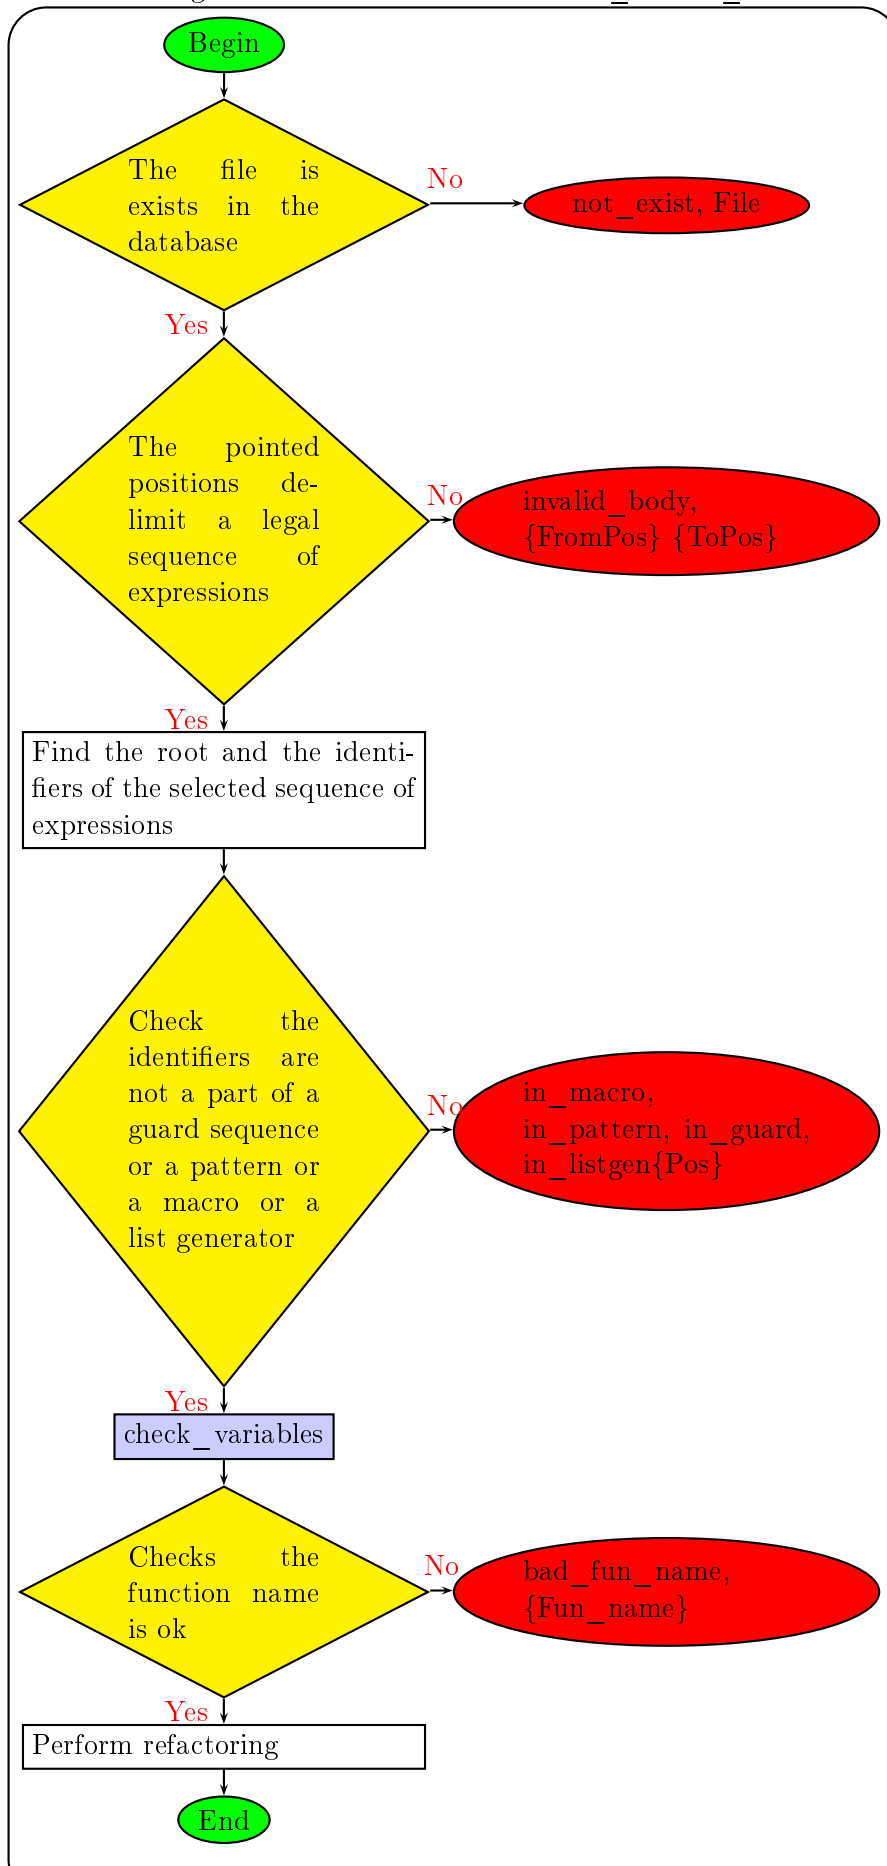 Begin
The file is
exists in the
database
No
not_exist, File
Yes
The pointed
positions de-
limit a legal
sequence of
expressions
No
invalid_body,
{FromPos} {ToPos}
Yes
Find the root and the identi-
fiers of the selected sequence of
expressions
Check the
identifiers are
not a part of a
guard sequence
or a pattern or
a macro or a
list generator
No
in_macro,
in_pattern, in_guard,
in_listgen{Pos}
Yes
check_variables
Checks the
function name
is ok
No
bad_fun_name,
{Fun_name}
Yes
Perform refactoring
End